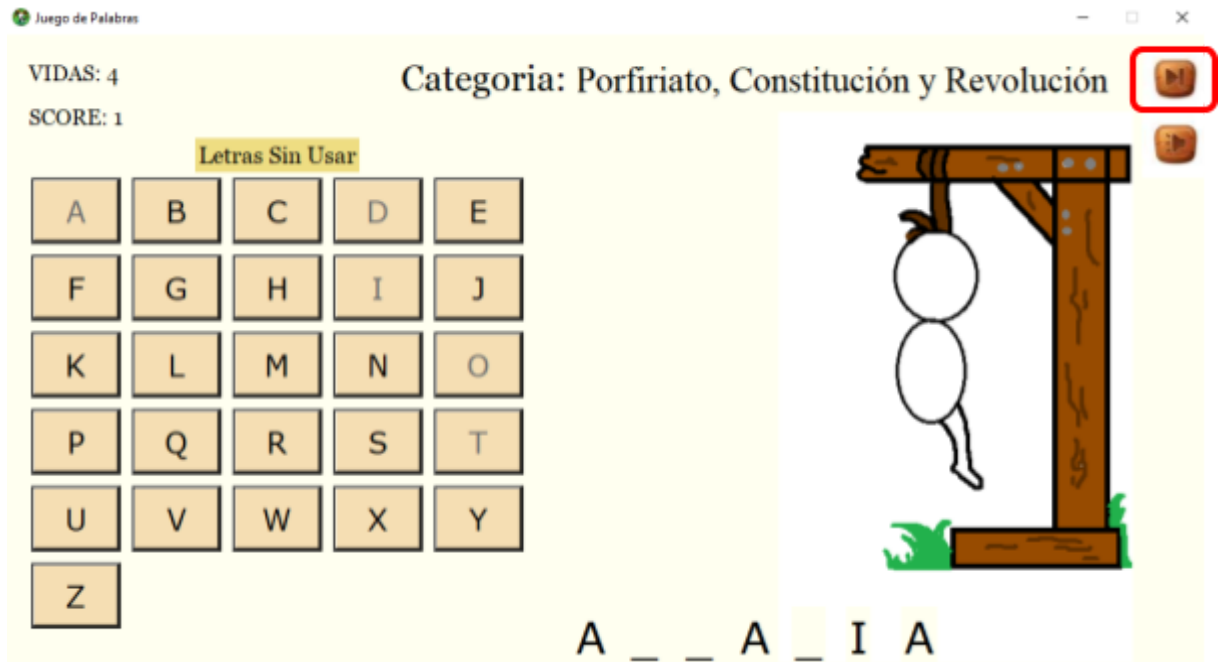 Juego de Palabras
VIDAS: 4
Categoria: Porfiriato, Constitución y Revolución
SCORE: 1
Letras Sin Usar
A B C D E
F G H I J
K L M N O
P Q R S T
U V W X Y
Z
A _ _ A _ I A